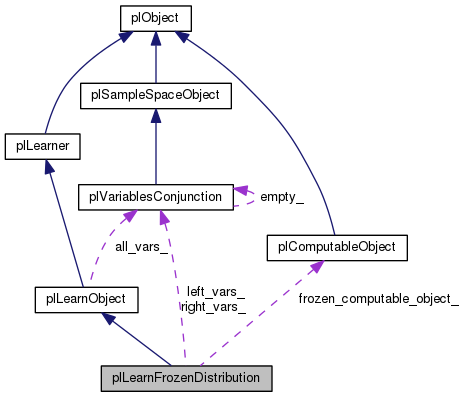 plObject
plSampleSpaceObject
plLearner
plVariablesConjunction
empty_
all_vars_
plComputableObject
plLearnObject
left_vars_
right_vars_
frozen_computable_object_
plLearnFrozenDistribution